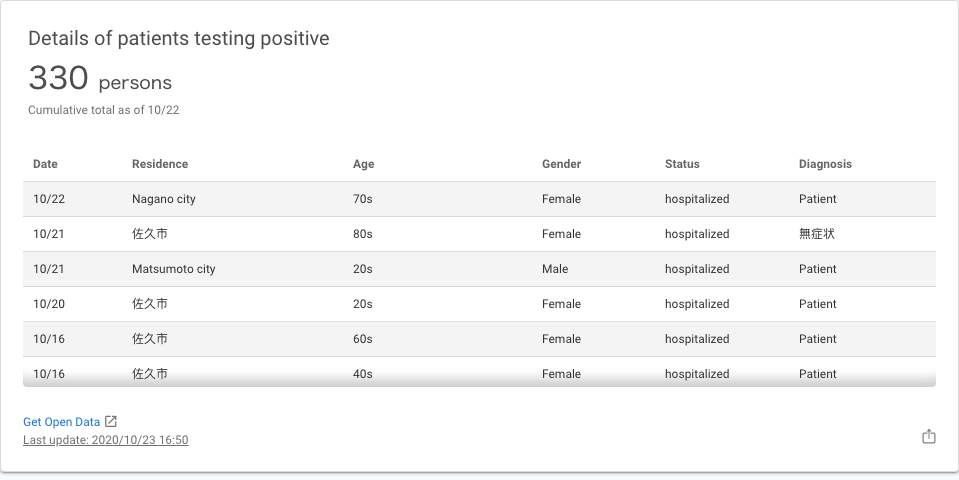 Details of patients testing positive
330 persons
Cumulative total as of 10/22
Date Residence Age Gender Status Diagnosis
10/22 Nagano city 70s Female hospitalized Patient
10/21 佐久市 80s Female hospitalized 無症状
10/21 Matsumoto city 20s Male hospitalized Patient
10/20 佐久市 20s Female hospitalized Patient
10/16 佐久市 60s Female hospitalized Patient
10/16 佐久市 40s Female hospitalized Patient
Get Open Data
Last update: 2020/10/23 16:50